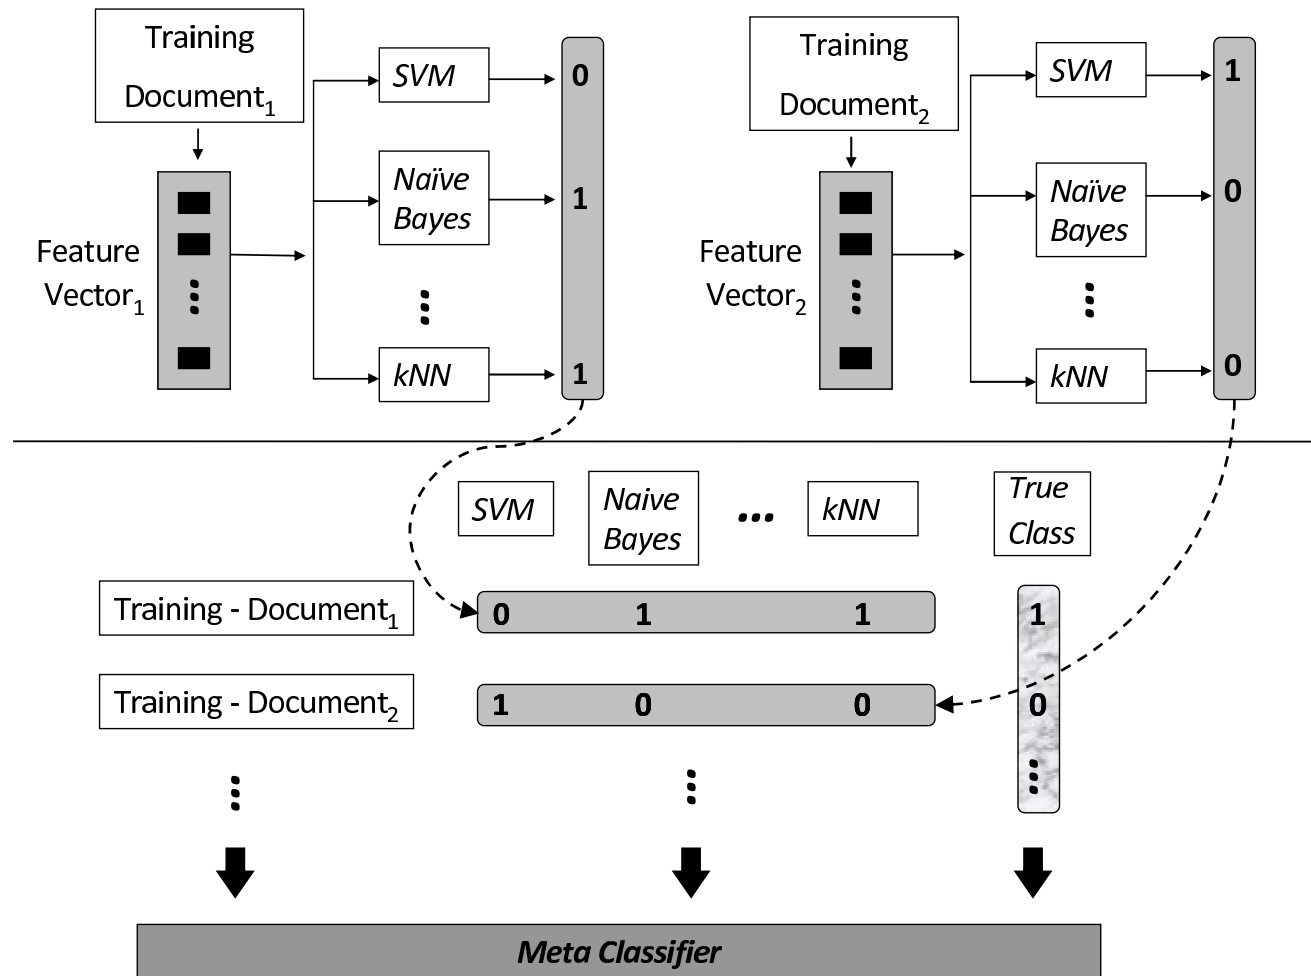 Training
Document1
SVM
0
Naïve
Bayes
1
Feature
Vector1
kNN
1
Training
Document2
SVM
1
Naïve
Bayes
0
Feature
Vector2
kNN
0
SVM
Naive
Bayes
...
kNN
True
Class
Training - Document1
0 1 1
1
Training - Document2
1 0 0
0
Meta Classifier